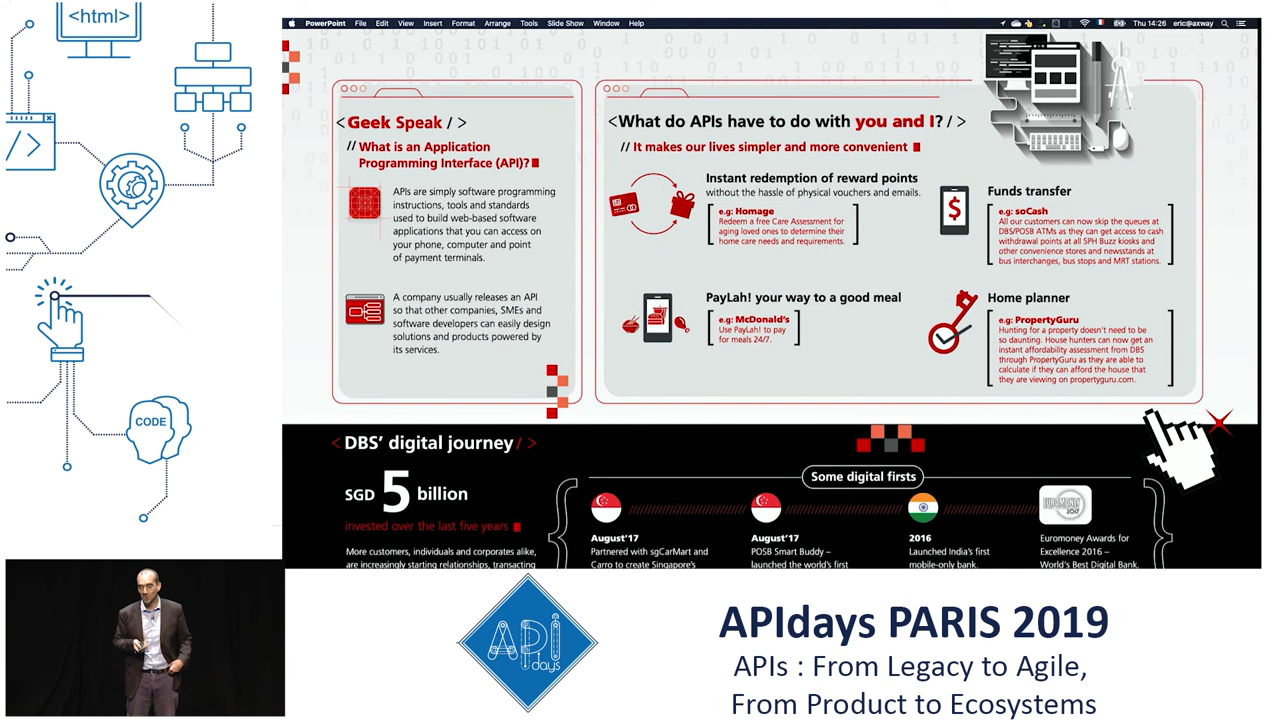 <html>
</>
CODE
PowerPoint File Edit View Insert Format Arrange Tools Slide Show Window Help
Thu 14:26 eric@axway
<Geek Speak / >
// What is an Application
Programming Interface (API)?
APIs are simply software programming
instructions, tools and standards
used to build web-based software
applications that you can access on
your phone, computer and point
of payment terminals.
A company usually releases an API
so that other companies, SMEs and
software developers can easily design
solutions and products powered by
its services.
<What do APIs have to do with you and I? / >
// It makes our lives simpler and more convenient
Instant redemption of reward points
without the hassle of physical vouchers and emails.
e.g: Homage
Redeem a free Care Assessment for
aging loved ones to determine their
home care needs and requirements.
PayLah! your way to a good meal
e.g: McDonald's
Use PayLah! to pay
for meals 24/7.
$
Funds transfer
e.g: soCash
All our customers can now skip the queues at
DBS/POSB ATMs as they can get access to cash
withdrawal points at all SPH Buzz kiosks and
other convenience stores and newsstands at
bus interchanges, bus stops and MRT stations.
Home planner
e.g: PropertyGuru
Hunting for a property doesn't need to be
so daunting. House hunters can now get an
instant affordability assessment from DBS
through PropertyGuru as they are able to
calculate if they can afford the house that
they are viewing on propertyguru.com.
< DBS' digital journey / >
SGD 5 billion
invested over the last five years
More customers, individuals and corporates alike,
are increasingly starting relationships, transacting
Some digital firsts
August'17
Partnered with sgCarMart and
Carro to create Singapore's
August'17
POSB Smart Buddy –
launched the world's first
2016
Launched India's first
mobile-only bank.
EUROMONEY
2017
Euromoney Awards for
Excellence 2016 –
World's Best Digital Bank.
API
days
APIdays PARIS 2019
APIs : From Legacy to Agile,
From Product to Ecosystems